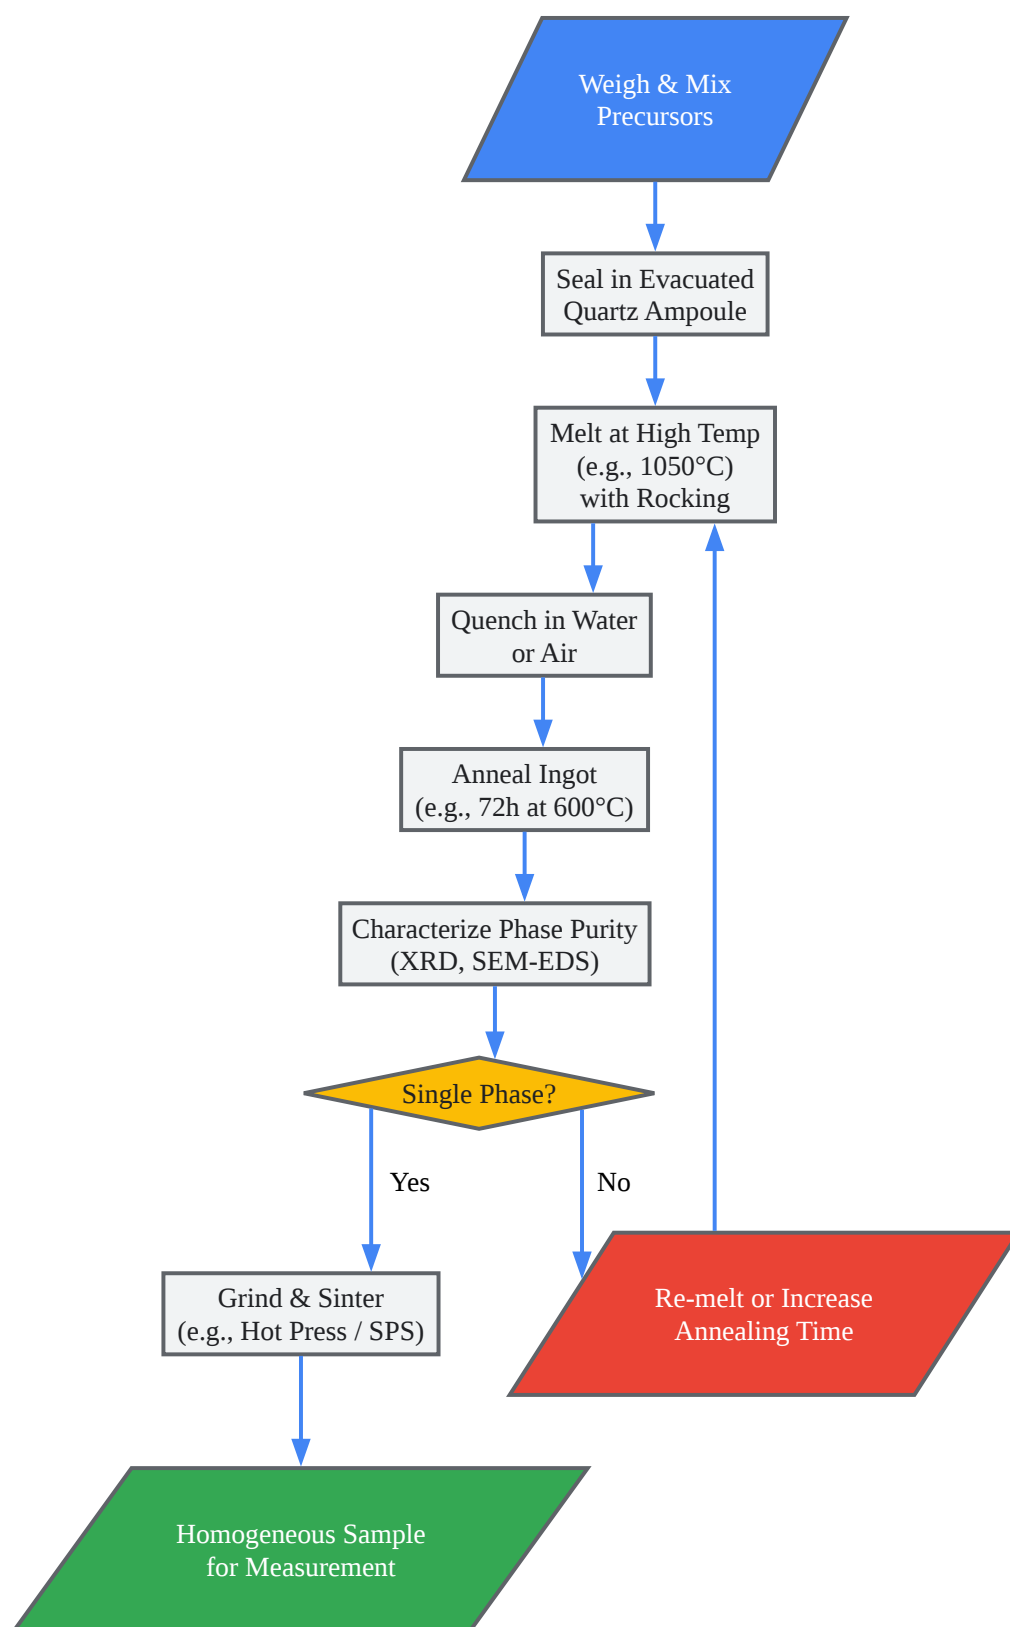 Weigh & Mix
Precursors
Seal in Evacuated
Quartz Ampoule
Melt at High Temp
(e.g., 1050°C)
with Rocking
Quench in Water
or Air
Anneal Ingot
(e.g., 72h at 600°C)
Characterize Phase Purity
(XRD, SEM-EDS)
Single Phase?
Yes
No
Grind & Sinter
(e.g., Hot Press / SPS)
Re-melt or Increase
Annealing Time
Homogeneous Sample
for Measurement